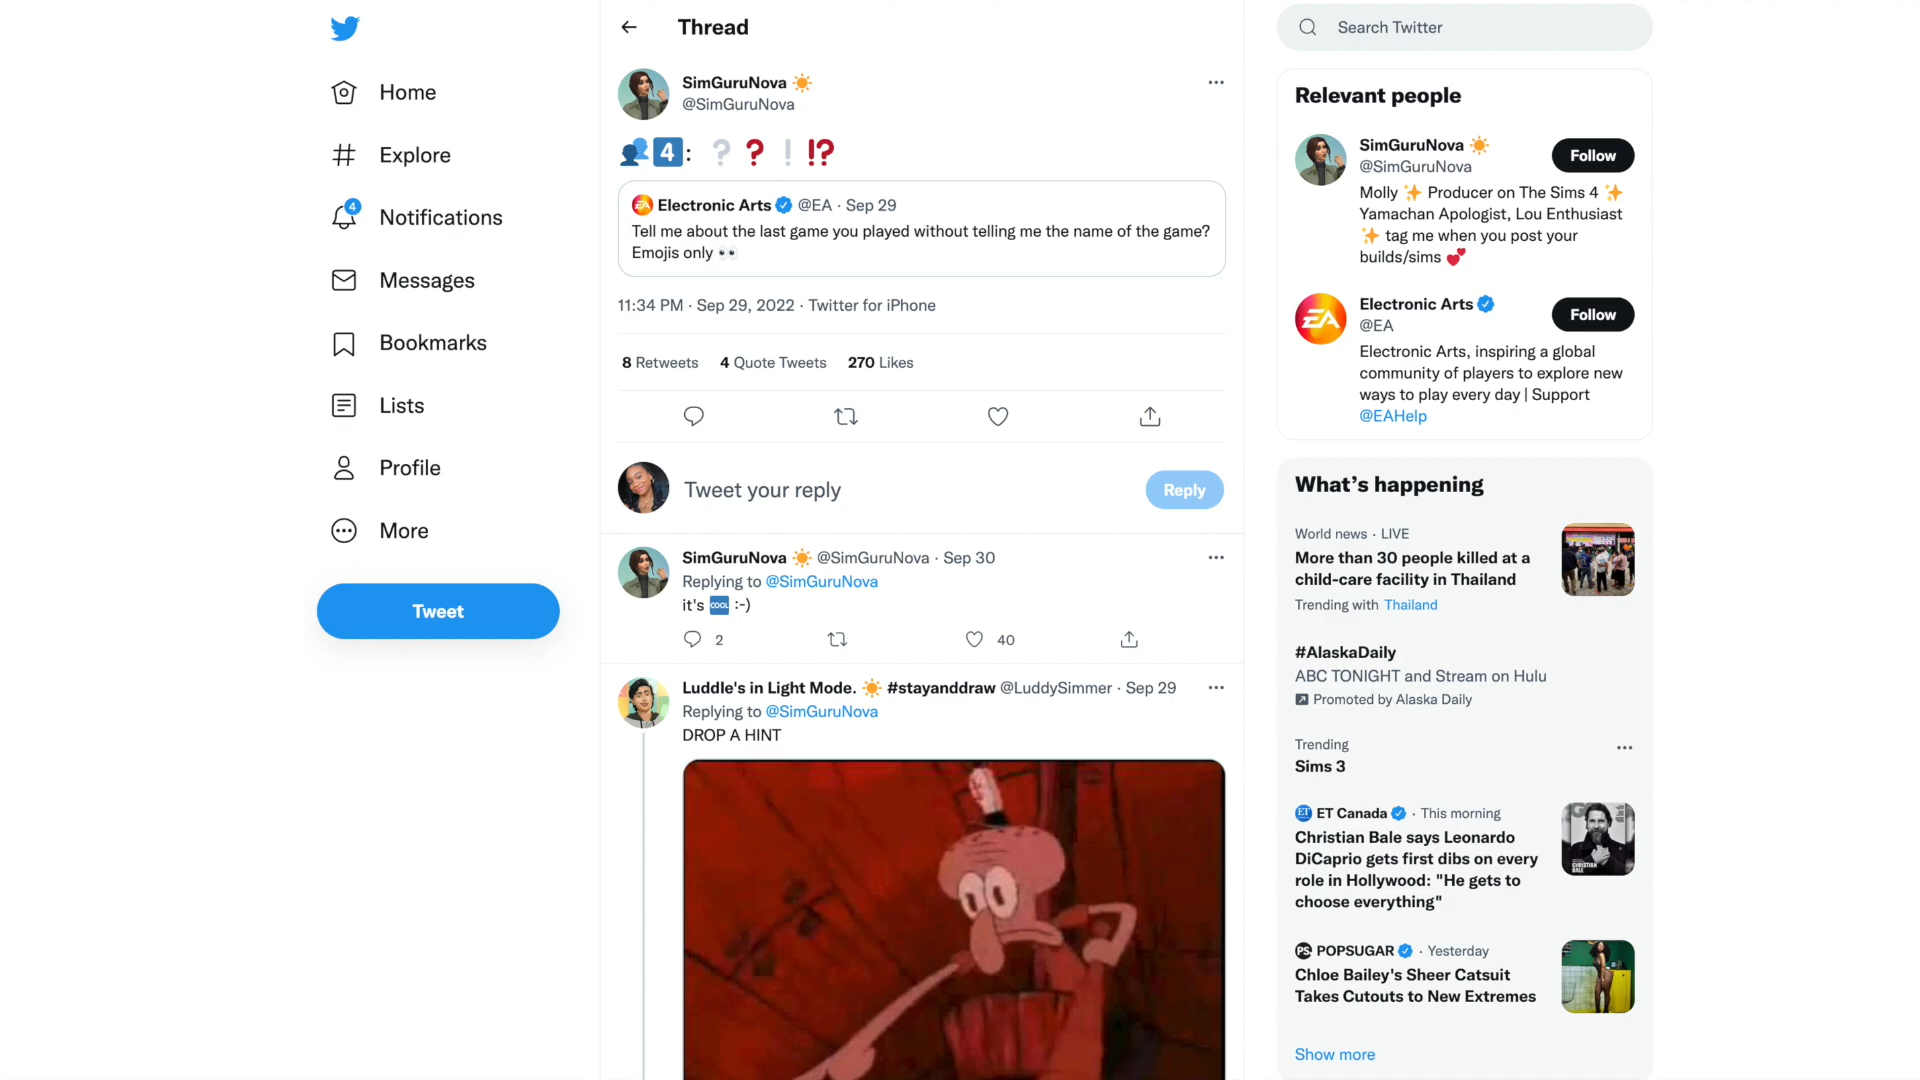 Home
Explore
4
Notifications
Messages
Bookmarks
Lists
Profile
More
Tweet
Thread
SimGuruNova ☀️
@SimGuruNova
👥4️⃣: ❔❓❕⁉️
Electronic Arts @EA · Sep 29
Tell me about the last game you played without telling me the name of the game?
Emojis only 👀
11:34 PM · Sep 29, 2022 · Twitter for iPhone
8 Retweets 4 Quote Tweets 270 Likes
Tweet your reply
Reply
SimGuruNova ☀️ @SimGuruNova · Sep 30
Replying to @SimGuruNova
it's 🆒 :-)
2 40
Luddle's in Light Mode. ☀️ #stayanddraw @LuddySimmer · Sep 29
Replying to @SimGuruNova
DROP A HINT
Search Twitter
Relevant people
SimGuruNova ☀️
@SimGuruNova
Follow
Molly ✨ Producer on The Sims 4 ✨
Yamachan Apologist, Lou Enthusiast
✨ tag me when you post your
builds/sims 💕
EA
Electronic Arts
@EA
Follow
Electronic Arts, inspiring a global
community of players to explore new
ways to play every day | Support
@EAHelp
What's happening
World news · LIVE
More than 30 people killed at a
child-care facility in Thailand
Trending with Thailand
#AlaskaDaily
ABC TONIGHT and Stream on Hulu
Promoted by Alaska Daily
Trending
Sims 3
ET ET Canada · This morning
Christian Bale says Leonardo
DiCaprio gets first dibs on every
role in Hollywood: "He gets to
choose everything"
CHRISTIAN
BALE
PS POPSUGAR · Yesterday
Chloe Bailey's Sheer Catsuit
Takes Cutouts to New Extremes
Show more